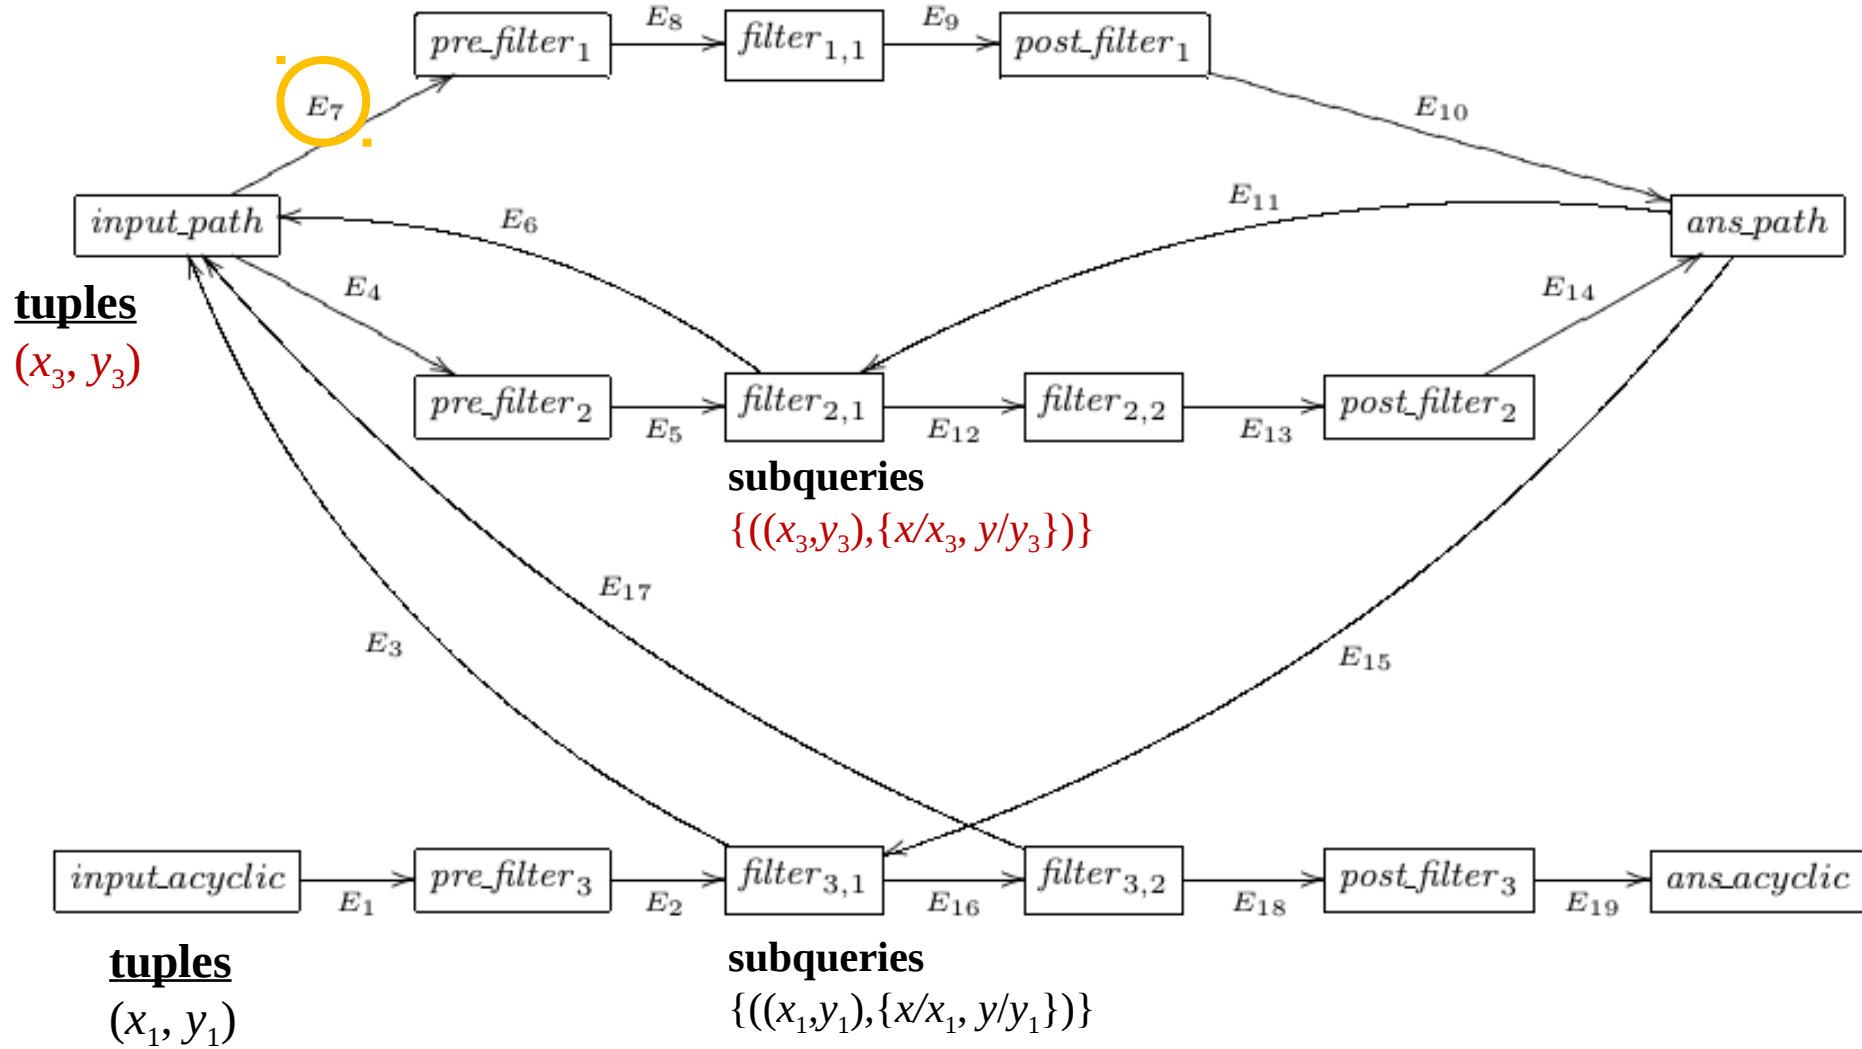 E₈ E₉
pre_filter₁ filter₁,₁ post_filter₁
E₇ E₁₀
E₁₁
input_path E₆ ans_path
E₄ E₁₄
tuples
(x₃, y₃)
pre_filter₂ filter₂,₁ filter₂,₂ post_filter₂
E₅ E₁₂ E₁₃
subqueries
{((x₃,y₃),{x/x₃, y/y₃})}
E₁₇
E₃ E₁₅
input_acyclic pre_filter₃ filter₃,₁ filter₃,₂ post_filter₃ ans_acyclic
E₁ E₂ E₁₆ E₁₈ E₁₉
tuples subqueries
(x₁, y₁) {((x₁,y₁),{x/x₁, y/y₁})}